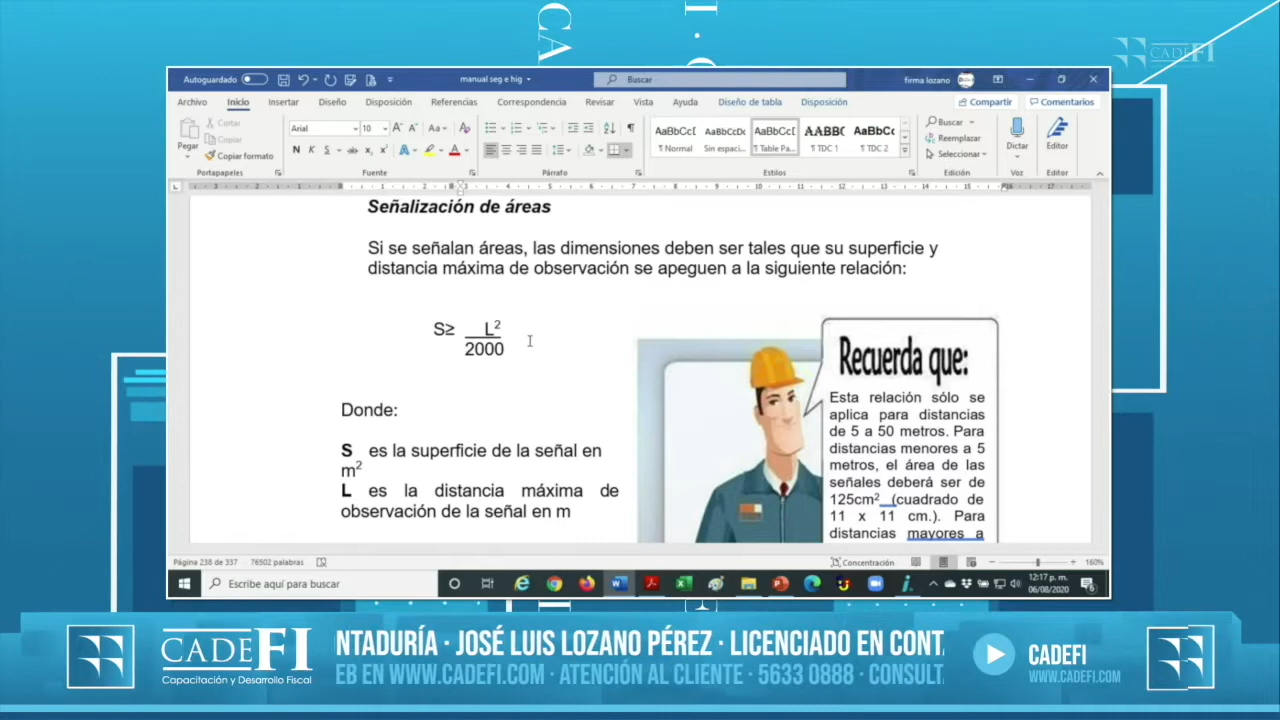 CADEFI
Autoguardado
manual seg e hig
Buscar
firma lozano
Archivo Inicio Insertar Diseño Disposición Referencias Correspondencia Revisar Vista Ayuda Diseño de tabla Disposición Compartir Comentarios
Pegar
Cortar
Copiar
Copiar formato
Arial 10
N K S
AaBbCcI AaBbCcDc AaBbCcI AABBC AaBbCc
¶ Normal Sin espaci... ¶ Table Pa... ¶ TDC 1 ¶ TDC 2
Buscar
Reemplazar
Seleccionar
Dictar
Editor
Portapapeles Fuente Párrafo Estilos Edición Voz Editor
Señalización de áreas
Si se señalan áreas, las dimensiones deben ser tales que su superficie y
distancia máxima de observación se apeguen a la siguiente relación:
S≥ L²
2000
Donde:
S es la superficie de la señal en
m²
L es la distancia máxima de
observación de la señal en m
Recuerda que:
Esta relación sólo se
aplica para distancias
de 5 a 50 metros. Para
distancias menores a 5
metros, el área de las
señales deberá ser de
125cm² (cuadrado de
11 x 11 cm.). Para
distancias mayores a
Página 238 de 337 76502 palabras
Concentración
160%
Escribe aquí para buscar
12:17 p. m.
06/08/2020
CADEFI
Capacitación y Desarrollo Fiscal
NTADURÍA · JOSÉ LUIS LOZANO PÉREZ · LICENCIADO EN CONTA
EB EN WWW.CADEFI.COM · ATENCIÓN AL CLIENTE · 5633 0888 · CONSULTA
CADEFI
WWW.CADEFI.COM